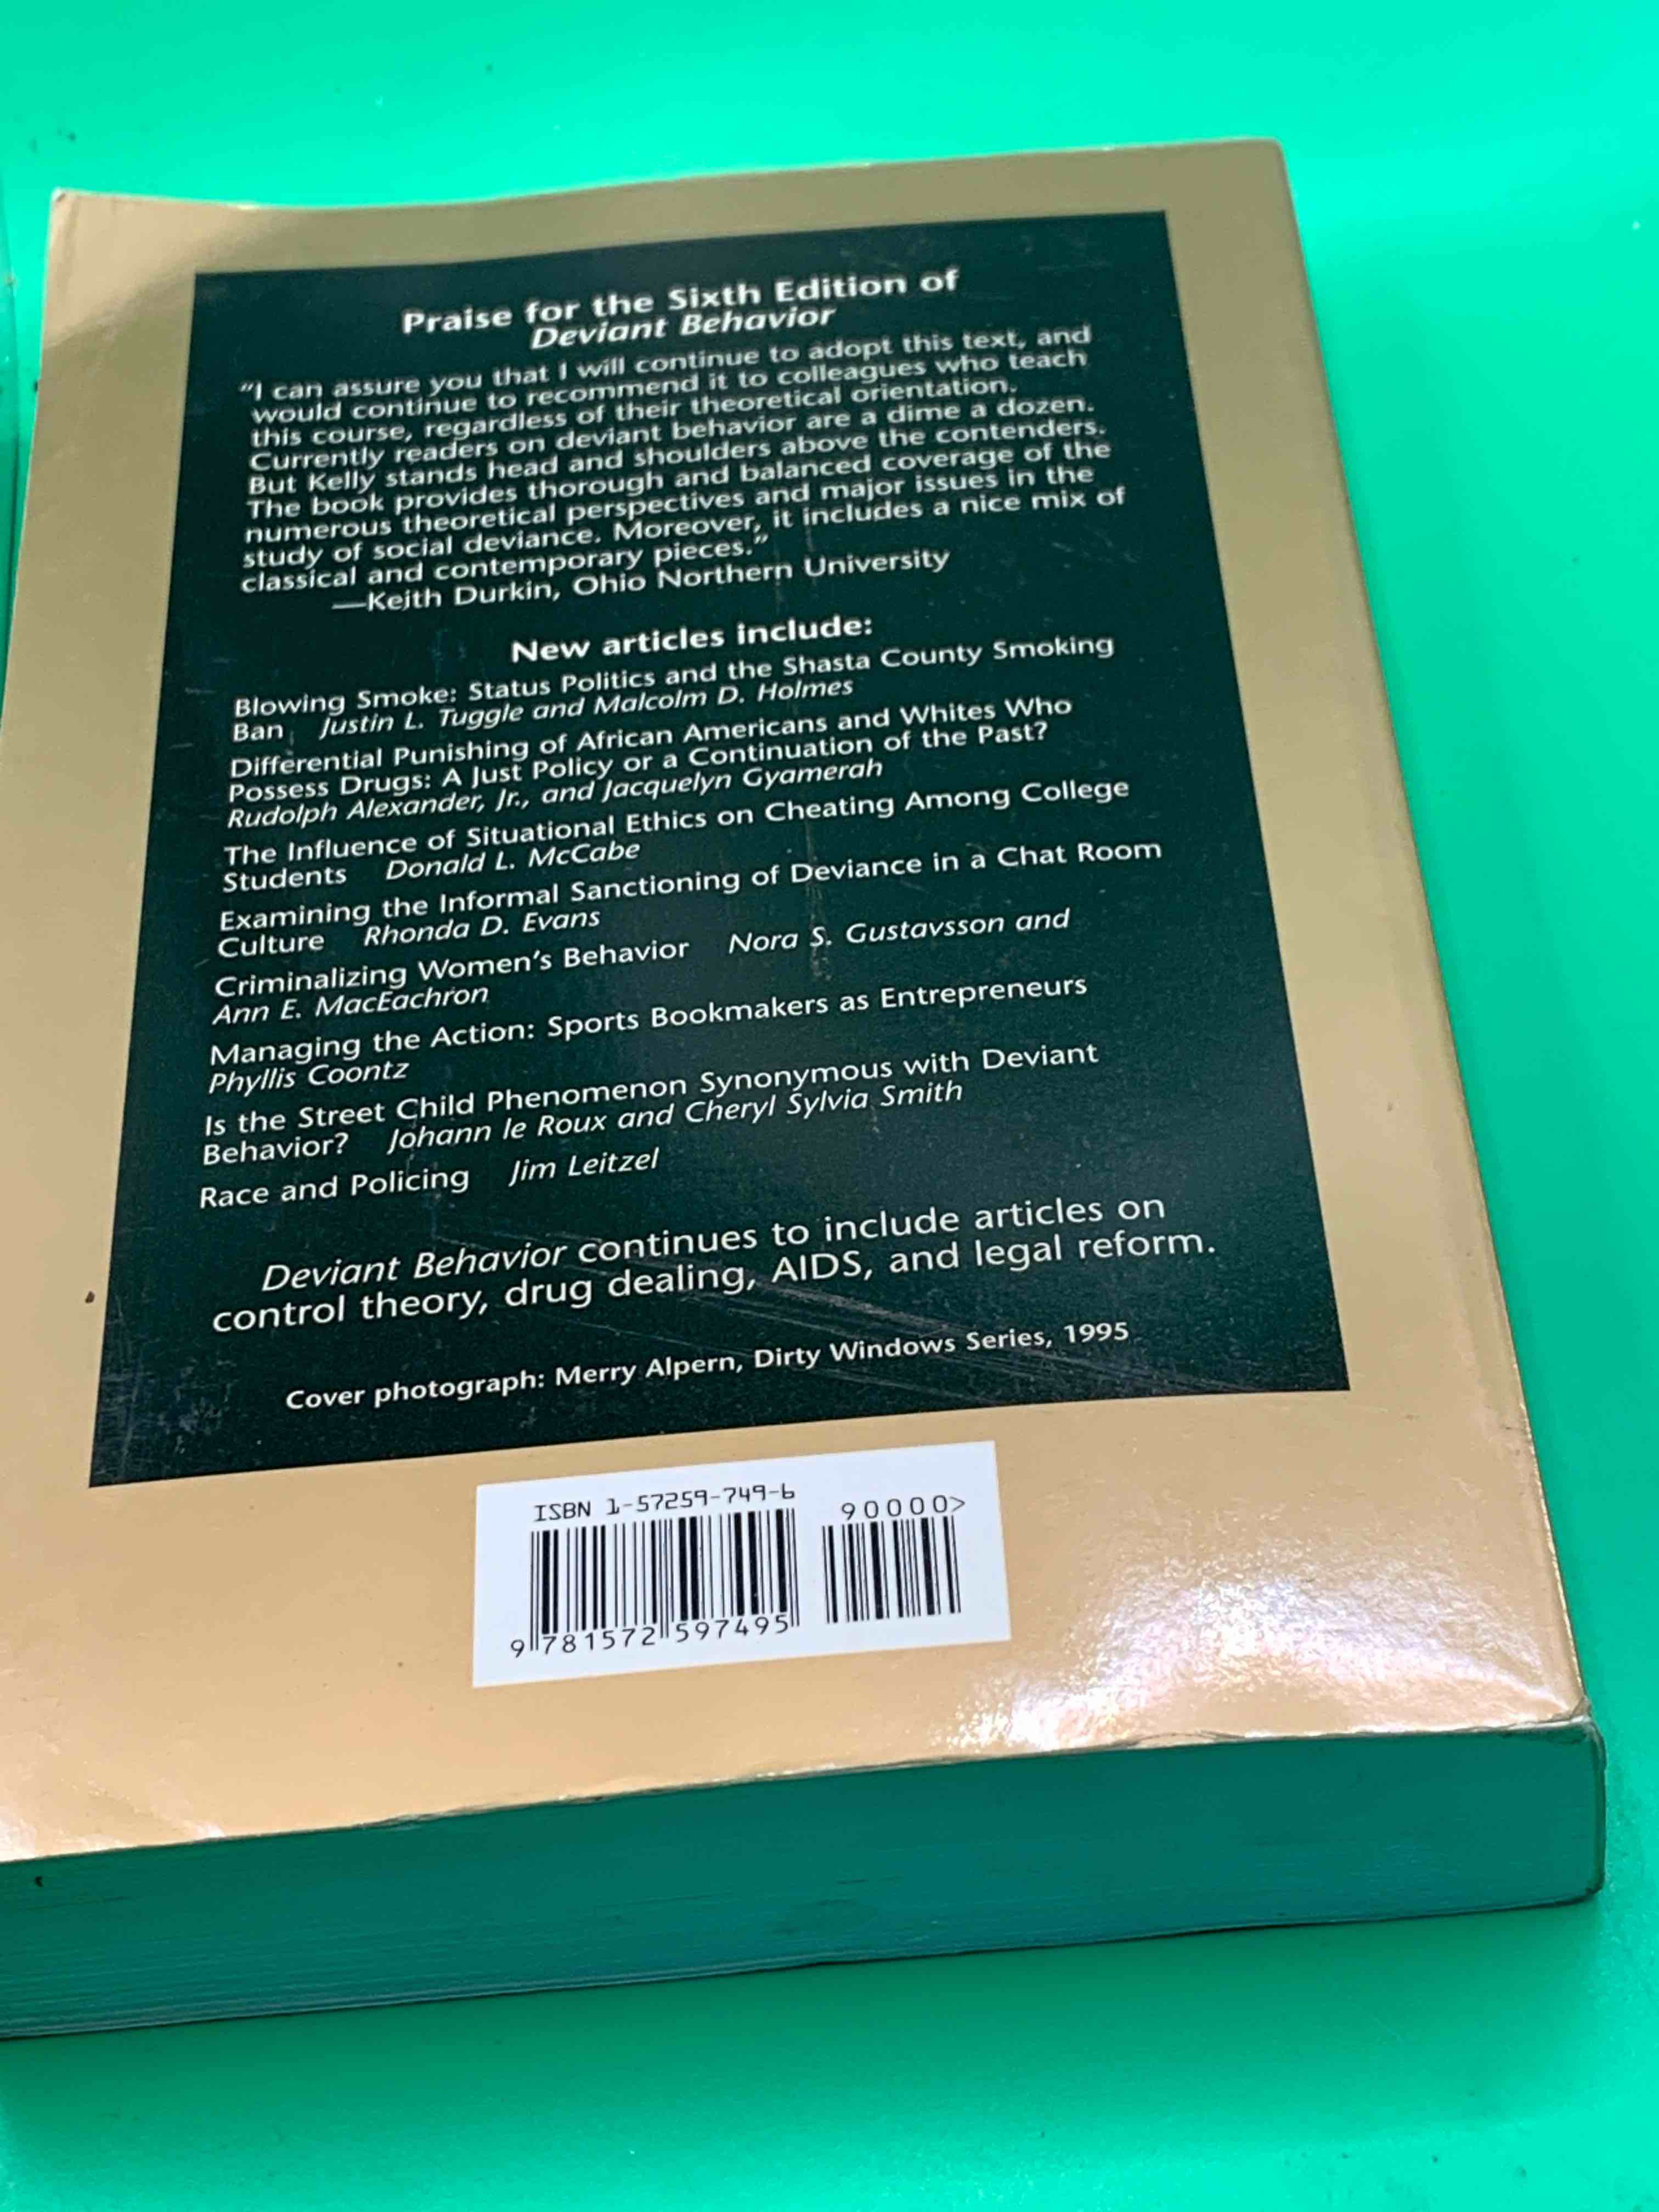 Praise for the Sixth Edition of
Deviant Behavior
“I can assure you that I will continue to adopt this text, and
would continue to recommend it to colleagues who teach
this course, regardless of their theoretical orientation.
Currently readers on deviant behavior are a dime a dozen.
But Kelly stands head and shoulders above the contenders.
The book provides thorough and balanced coverage of the
numerous theoretical perspectives and major issues in the
study of social deviance. Moreover, it includes a nice mix of
classical and contemporary pieces.”
—Keith Durkin, Ohio Northern University
New articles include:
Blowing Smoke: Status Politics and the Shasta County Smoking
Ban Justin L. Tuggle and Malcolm D. Holmes
Differential Punishing of African Americans and Whites Who
Possess Drugs: A Just Policy or a Continuation of the Past?
Rudolph Alexander, Jr., and Jacquelyn Gyamerah
The Influence of Situational Ethics on Cheating Among College
Students Donald L. McCabe
Examining the Informal Sanctioning of Deviance in a Chat Room
Culture Rhonda D. Evans
Criminalizing Women’s Behavior Nora S. Gustavsson and
Ann E. MacEachron
Managing the Action: Sports Bookmakers as Entrepreneurs
Phyllis Coontz
Is the Street Child Phenomenon Synonymous with Deviant
Behavior? Johann le Roux and Cheryl Sylvia Smith
Race and Policing Jim Leitzel
Deviant Behavior continues to include articles on
control theory, drug dealing, AIDS, and legal reform.
Cover photograph: Merry Alpern, Dirty Windows Series, 1995
ISBN 1-57259-749-6
90000>
9 781572 597495